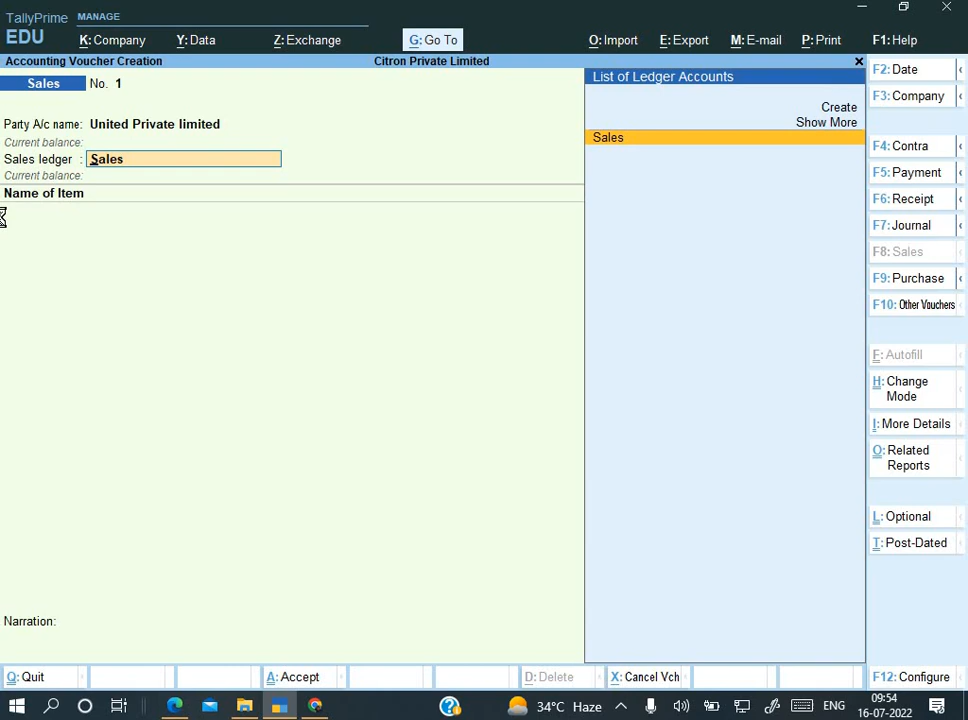 TallyPrime MANAGE
EDU
K: Company Y: Data Z: Exchange G: Go To O: Import E: Export M: E-mail P: Print F1: Help
Accounting Voucher Creation Citron Private Limited
Sales No. 1
Party A/c name: United Private limited
Current balance:
Sales ledger : Sales
Current balance:
Name of Item
Narration:
List of Ledger Accounts
Create
Show More
Sales
F2: Date
F3: Company
F4: Contra
F5: Payment
F6: Receipt
F7: Journal
F8: Sales
F9: Purchase
F10: Other Vouchers
F: Autofill
H: Change
Mode
I: More Details
O: Related
Reports
L: Optional
T: Post-Dated
Q: Quit A: Accept D: Delete X: Cancel Vch F12: Configure
34°C Haze ENG 09:54
16-07-2022